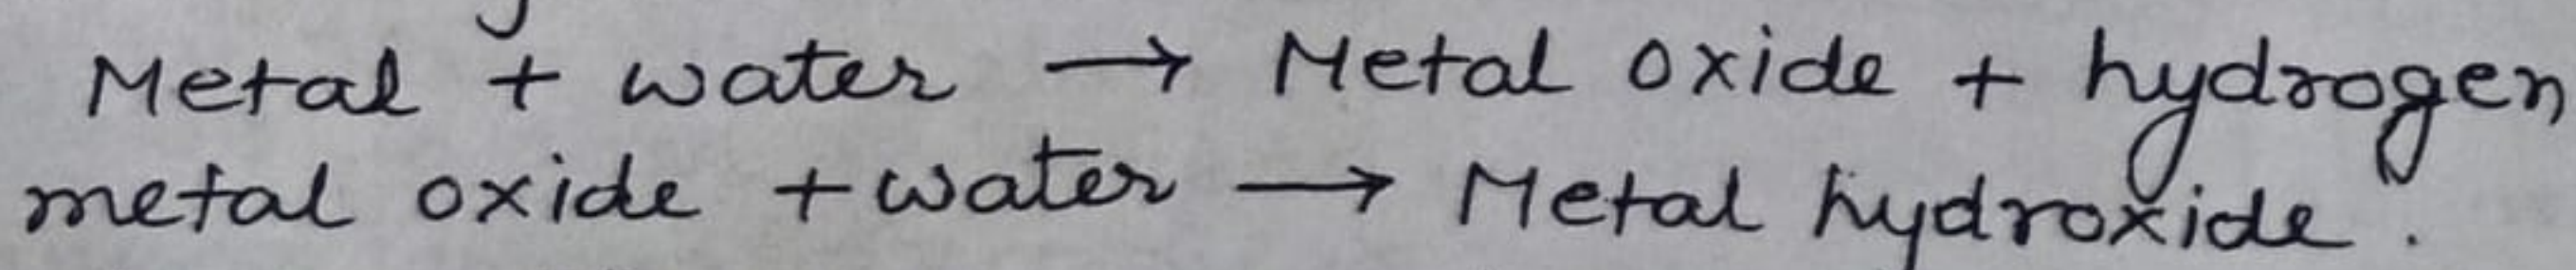 Metal + water → Metal oxide + hydrogen
metal oxide + water → Metal hydroxide.